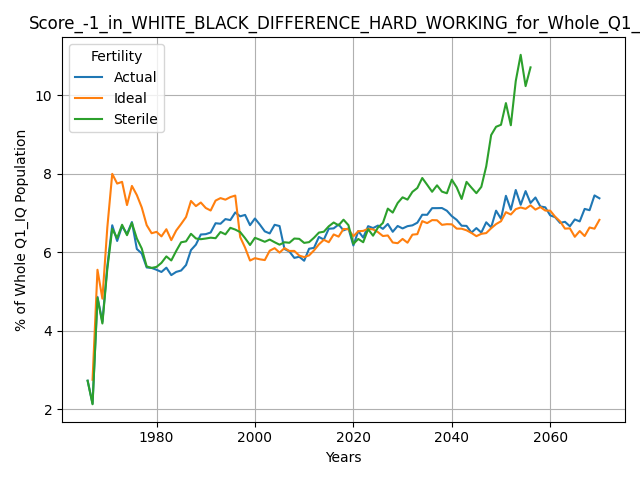 Score_-1_in_WHITE_BLACK_DIFFERENCE_HARD_WORKING_for_Whole_Q1_
Fertility
Actual
Ideal
Sterile
% of Whole Q1_IQ Population
10
8
6
4
2
1980 2000 2020 2040 2060
Years